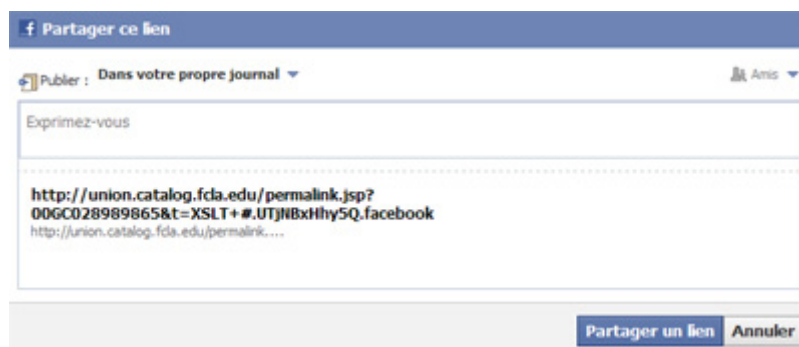 Partager ce lien
Publier : Dans votre propre journal Amis
Exprimez-vous
http://union.catalog.fcla.edu/permalink.jsp?
00GC028989865&t=XSLT+#.UTjNBxHhy5Q.facebook
http://union.catalog.fcla.edu/permalink....
Partager un lien Annuler